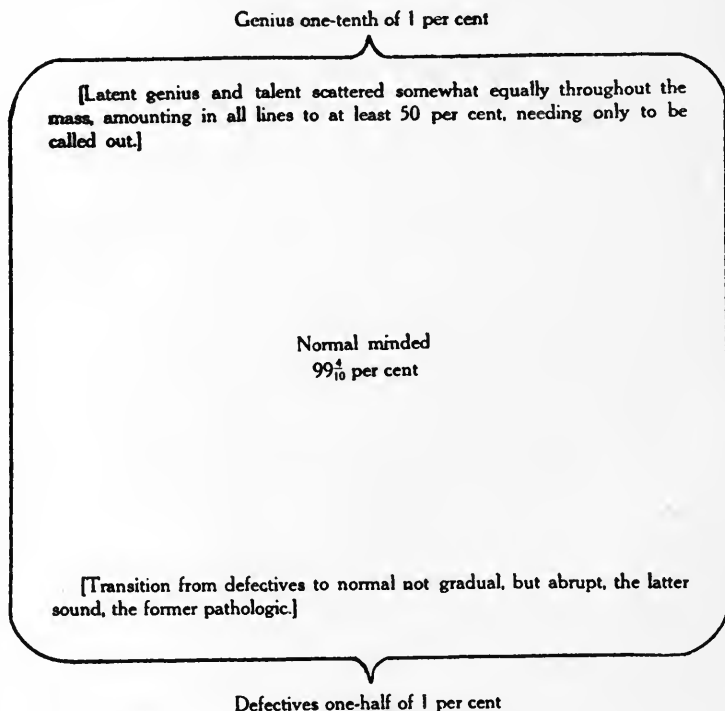 Genius one-tenth of 1 per cent
[Latent genius and talent scattered somewhat equally throughout the
mass, amounting in all lines to at least 50 per cent, needing only to be
called out.]
Normal minded
99 4/10 per cent
[Transition from defectives to normal not gradual, but abrupt, the latter
sound, the former pathologic.]
Defectives one-half of 1 per cent